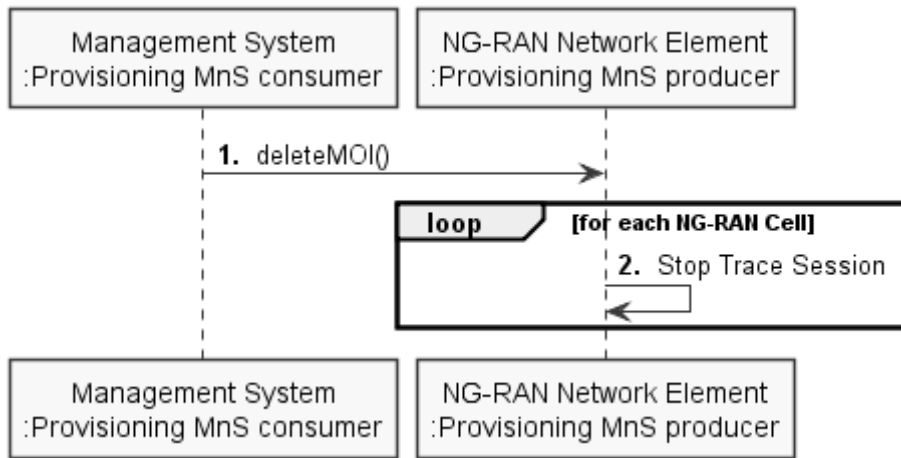 Management System
:Provisioning MnS consumer
NG-RAN Network Element
:Provisioning MnS producer
1. deleteMOI()
loop [for each NG-RAN Cell]
2. Stop Trace Session
Management System
:Provisioning MnS consumer
NG-RAN Network Element
:Provisioning MnS producer